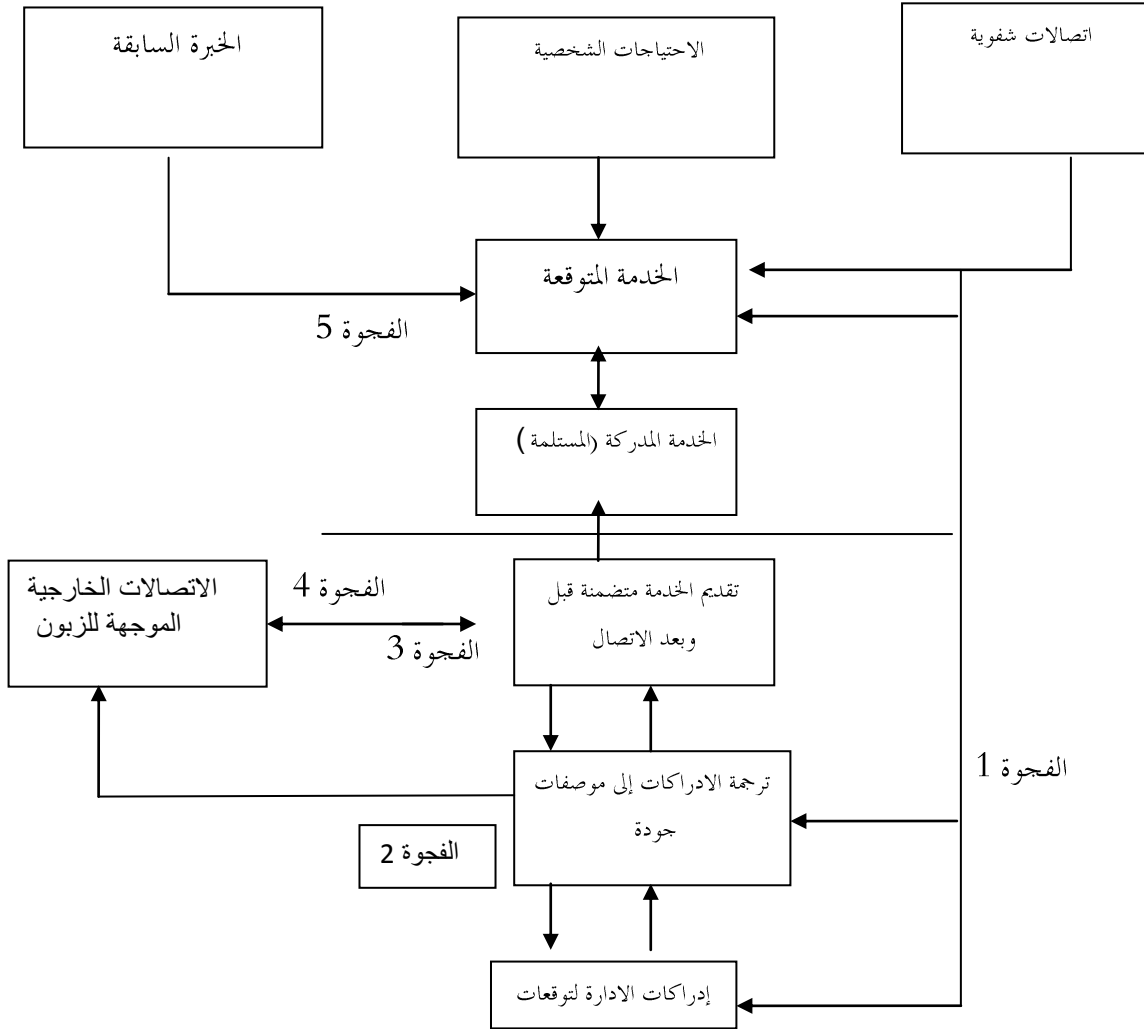 اتصالات شفوية
الاحتياجات الشخصية
الخبرة السابقة
الخدمة المتوقعة
الفجوة 5
الخدمة المدركة (المستلمة )
تقديم الخدمة متضمنة قبل
وبعد الاتصال
الفجوة 4
الفجوة 3
الاتصالات الخارجية
الموجهة للزبون
الفجوة 1
ترجمة الادراكات إلى موصفات
جودة
الفجوة 2
إدراكات الادارة لتوقعات